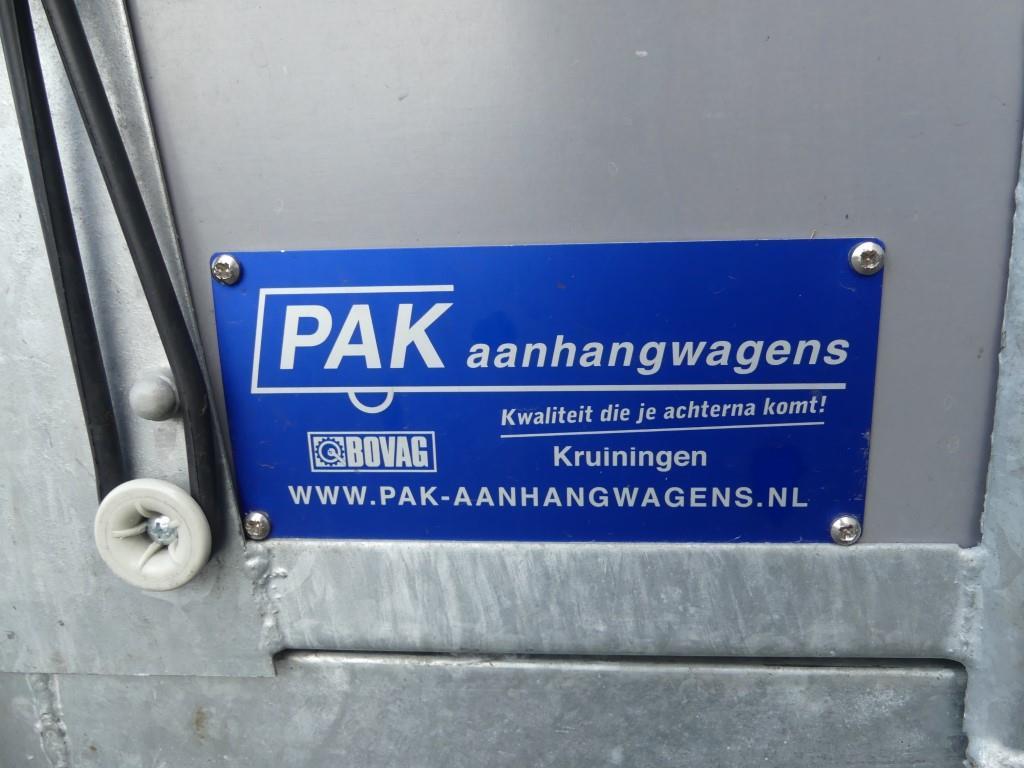 PAK aanhangwagens
Kwaliteit die je achterna komt!
BOVAG
Kruiningen
WWW.PAK-AANHANGWAGENS.NL